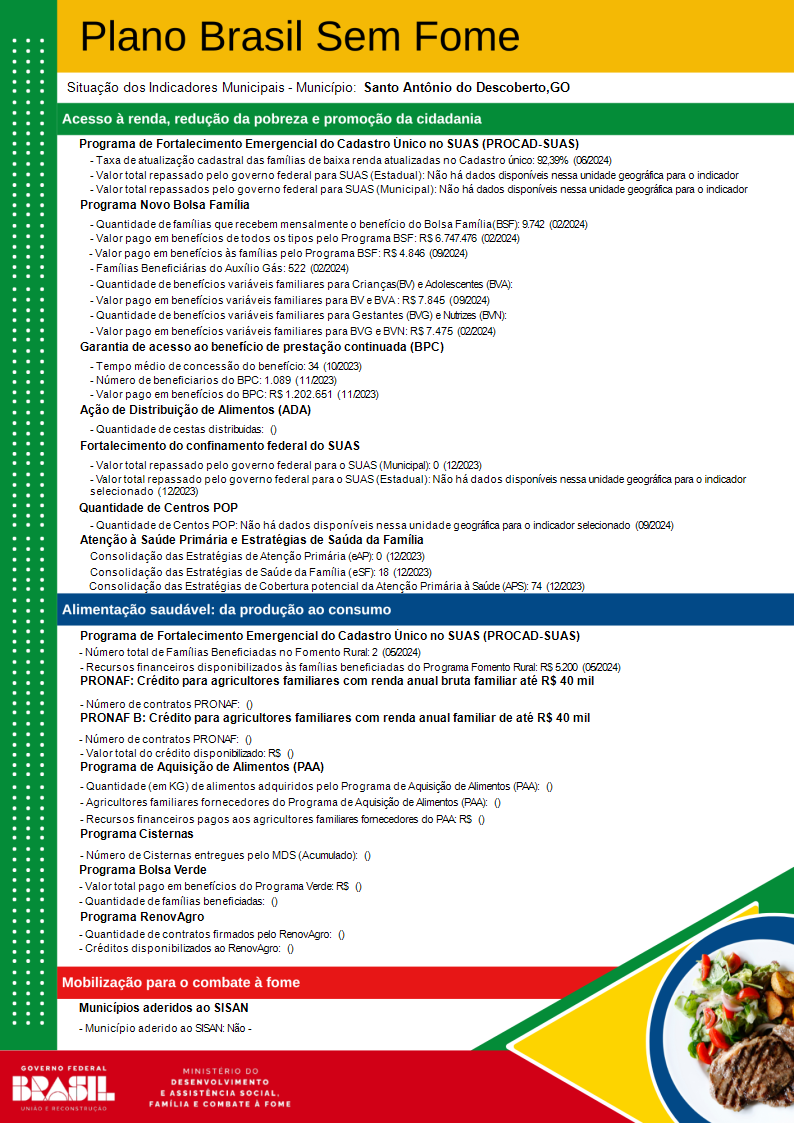 Plano Brasil Sem Fome
Situação dos Indicadores Municipais - Município: Santo Antônio do Descoberto,GO
Acesso à renda, redução da pobreza e promoção da cidadania
Programa de Fortalecimento Emergencial do Cadastro Único no SUAS (PROCAD-SUAS)
- Taxa de atualização cadastral das famílias de baixa renda atualizadas no Cadastro único: 92,39% (06/2024)
- Valor total repassado pelo governo federal para SUAS (Estadual): Não há dados disponíveis nessa unidade geográfica para o indicador
- Valor total repassados pelo governo federal para SUAS (Municipal): Não há dados disponíveis nessa unidade geográfica para o indicador
Programa Novo Bolsa Família
- Quantidade de famílias que recebem mensalmente o benefício do Bolsa Família(BSF): 9.742 (02/2024)
- Valor pago em benefícios de todos os tipos pelo Programa BSF: R$ 6.747.476 (02/2024)
- Valor pago em benefícios às famílias pelo Programa BSF: R$ 4.846 (09/2024)
- Famílias Beneficiárias do Auxílio Gás: 522 (02/2024)
- Quantidade de benefícios variáveis familiares para Crianças(BV) e Adolescentes (BVA):
- Valor pago em benefícios variáveis familiares para BV e BVA : R$ 7.845 (09/2024)
- Quantidade de benefícios variáveis familiares para Gestantes (BVG) e Nutrizes (BVN):
- Valor pago em benefícios variáveis familiares para BVG e BVN: R$ 7.475 (02/2024)
Garantia de acesso ao benefício de prestação continuada (BPC)
- Tempo médio de concessão do benefício: 34 (10/2023)
- Número de beneficiarios do BPC: 1.089 (11/2023)
- Valor pago em benefícios do BPC: R$ 1.202.651 (11/2023)
Ação de Distribuição de Alimentos (ADA)
- Quantidade de cestas distribuidas: ()
Fortalecimento do confinamento federal do SUAS
- Valor total repassado pelo governo federal para o SUAS (Municipal): 0 (12/2023)
- Valor total repassado pelo governo federal para o SUAS (Estadual): Não há dados disponíveis nessa unidade geográfica para o indicador
selecionado (12/2023)
Quantidade de Centros POP
- Quantidade de Centos POP: Não há dados disponíveis nessa unidade geográfica para o indicador selecionado (09/2024)
Atenção à Saúde Primária e Estratégias de Saúda da Família
Consolidação das Estratégias de Atenção Primária (eAP): 0 (12/2023)
Consolidação das Estratégias de Saúde da Família (eSF): 18 (12/2023)
Consolidação das Estratégias de Cobertura potencial da Atenção Primária à Saúde (APS): 74 (12/2023)
Alimentação saudável: da produção ao consumo
Programa de Fortalecimento Emergencial do Cadastro Único no SUAS (PROCAD-SUAS)
- Número total de Famílias Beneficiadas no Fomento Rural: 2 (05/2024)
- Recursos financeiros disponibilizados às famílias beneficiadas do Programa Fomento Rural: R$ 5.200 (05/2024)
PRONAF: Crédito para agricultores familiares com renda anual bruta familiar até R$ 40 mil
- Número de contratos PRONAF: ()
PRONAF B: Crédito para agricultores familiares com renda anual familiar de até R$ 40 mil
- Número de contratos PRONAF: ()
- Valor total do crédito disponibilizado: R$ ()
Programa de Aquisição de Alimentos (PAA)
- Quantidade (em KG) de alimentos adquiridos pelo Programa de Aquisição de Alimentos (PAA): ()
- Agricultores familiares fornecedores do Programa de Aquisição de Alimentos (PAA): ()
- Recursos financeiros pagos aos agricultores familiares fornecedores do PAA: R$ ()
Programa Cisternas
- Número de Cisternas entregues pelo MDS (Acumulado): ()
Programa Bolsa Verde
- Valor total pago em benefícios do Programa Verde: R$ ()
- Quantidade de famílias beneficiadas: ()
Programa RenovAgro
- Quantidade de contratos firmados pelo RenovAgro: ()
- Créditos disponibilizados ao RenovAgro: ()
Mobilização para o combate à fome
Municípios aderidos ao SISAN
- Município aderido ao SISAN: Não -
GOVERNO FEDERAL
BRASIL
UNIÃO E RECONSTRUÇÃO
MINISTÉRIO DO
DESENVOLVIMENTO
E ASSISTÊNCIA SOCIAL,
FAMÍLIA E COMBATE À FOME